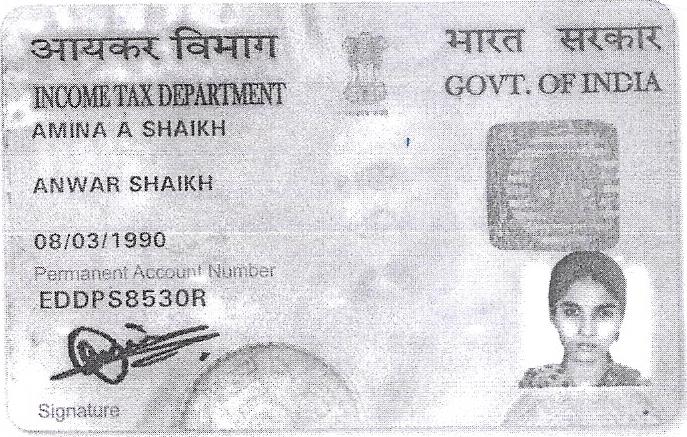 आयकर विभाग
भारत सरकार
INCOME TAX DEPARTMENT
GOVT. OF INDIA
AMINA A SHAIKH
ANWAR SHAIKH
08/03/1990
Permanent Account Number
EDDPS8530R
Signature